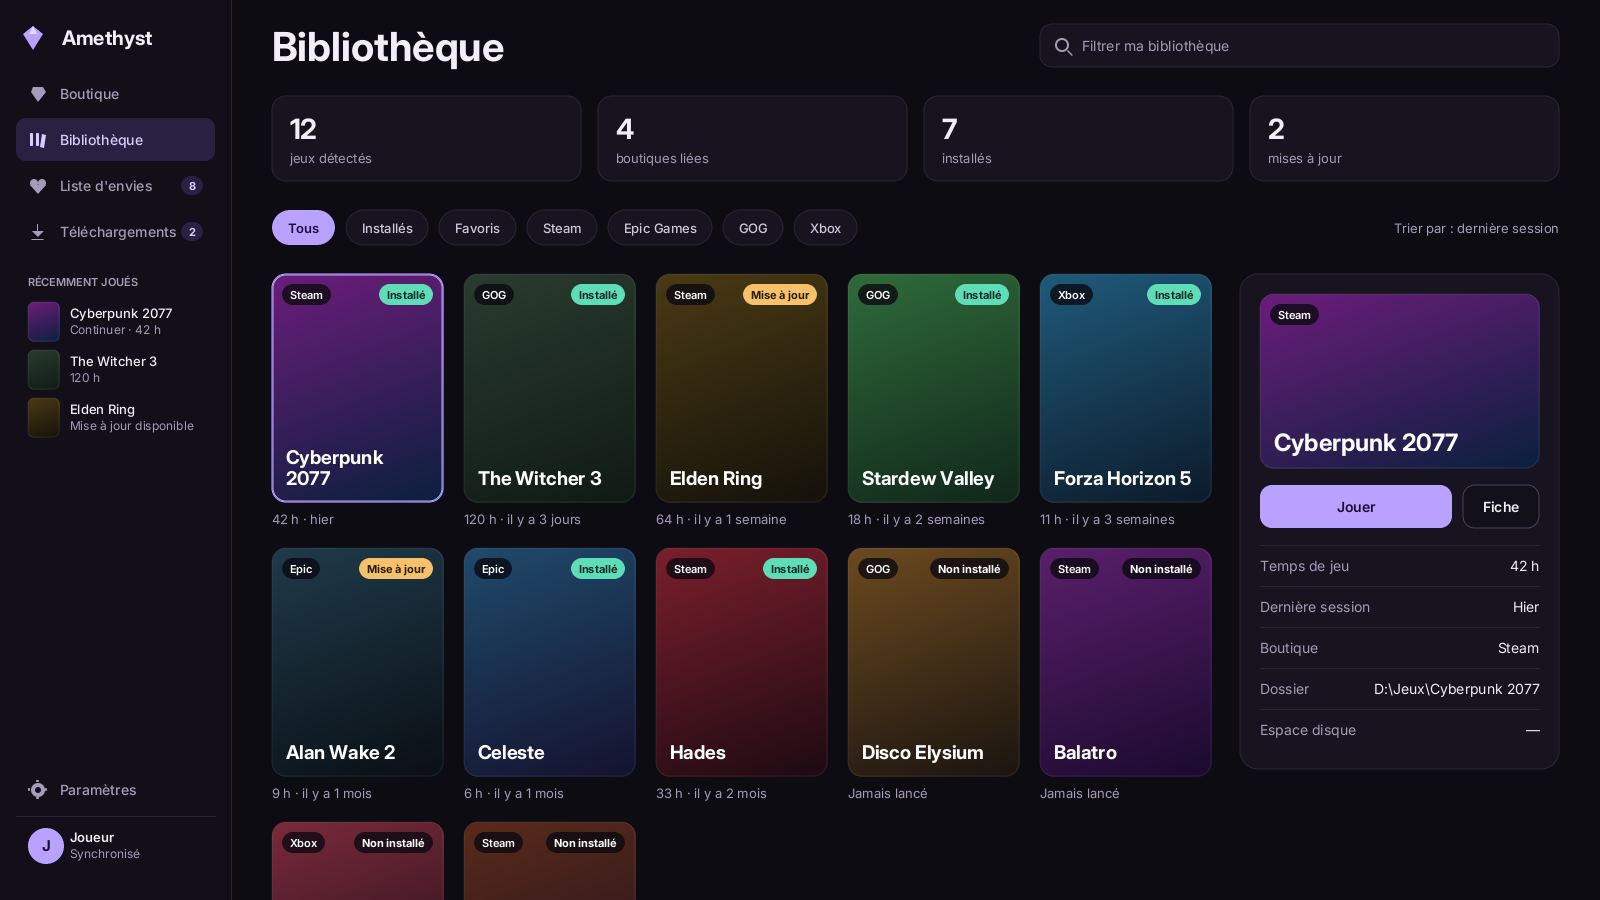 Amethyst
Boutique
Bibliothèque
Liste d'envies 8
Téléchargements 2
RÉCEMMENT JOUÉS
Cyberpunk 2077
Continuer · 42 h
The Witcher 3
120 h
Elden Ring
Mise à jour disponible
Paramètres
J
Joueur
Synchronisé
Bibliothèque
Filtrer ma bibliothèque
12
jeux détectés
4
boutiques liées
7
installés
2
mises à jour
Tous Installés Favoris Steam Epic Games GOG Xbox
Trier par : dernière session
Steam Installé
Cyberpunk
2077
42 h · hier
GOG Installé
The Witcher 3
120 h · il y a 3 jours
Steam Mise à jour
Elden Ring
64 h · il y a 1 semaine
GOG Installé
Stardew Valley
18 h · il y a 2 semaines
Xbox Installé
Forza Horizon 5
11 h · il y a 3 semaines
Epic Mise à jour
Alan Wake 2
9 h · il y a 1 mois
Epic Installé
Celeste
6 h · il y a 1 mois
Steam Installé
Hades
33 h · il y a 2 mois
GOG Non installé
Disco Elysium
Jamais lancé
Steam Non installé
Balatro
Jamais lancé
Xbox Non installé
Steam Non installé
Steam
Cyberpunk 2077
Jouer Fiche
Temps de jeu 42 h
Dernière session Hier
Boutique Steam
Dossier D:\Jeux\Cyberpunk 2077
Espace disque —